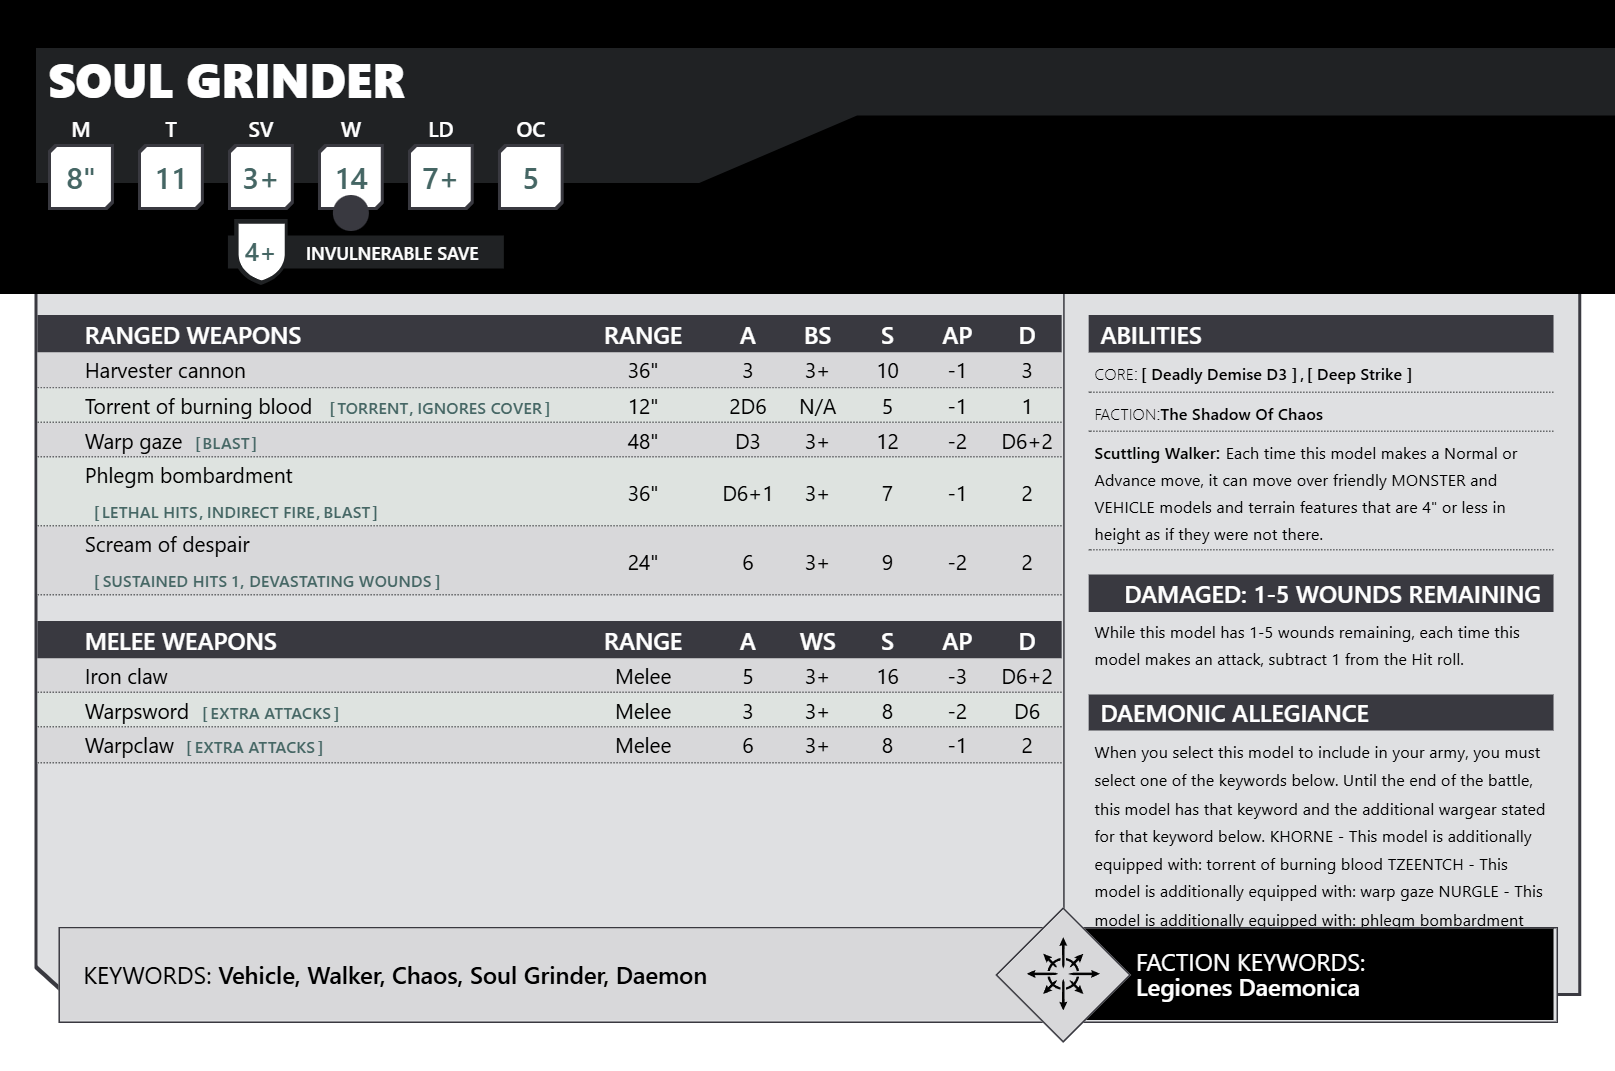 SOUL GRINDER
M T SV W LD OC
8" 11 3+ 14 7+ 5
4+ INVULNERABLE SAVE
RANGED WEAPONS RANGE A BS S AP D
Harvester cannon 36" 3 3+ 10 -1 3
Torrent of burning blood [TORRENT, IGNORES COVER] 12" 2D6 N/A 5 -1 1
Warp gaze [BLAST] 48" D3 3+ 12 -2 D6+2
Phlegm bombardment
[LETHAL HITS, INDIRECT FIRE, BLAST] 36" D6+1 3+ 7 -1 2
Scream of despair
[SUSTAINED HITS 1, DEVASTATING WOUNDS] 24" 6 3+ 9 -2 2
MELEE WEAPONS RANGE A WS S AP D
Iron claw Melee 5 3+ 16 -3 D6+2
Warpsword [EXTRA ATTACKS] Melee 3 3+ 8 -2 D6
Warpclaw [EXTRA ATTACKS] Melee 6 3+ 8 -1 2
ABILITIES
CORE: [ Deadly Demise D3 ] , [ Deep Strike ]
FACTION:The Shadow Of Chaos
Scuttling Walker: Each time this model makes a Normal or
Advance move, it can move over friendly MONSTER and
VEHICLE models and terrain features that are 4" or less in
height as if they were not there.
DAMAGED: 1-5 WOUNDS REMAINING
While this model has 1-5 wounds remaining, each time this
model makes an attack, subtract 1 from the Hit roll.
DAEMONIC ALLEGIANCE
When you select this model to include in your army, you must
select one of the keywords below. Until the end of the battle,
this model has that keyword and the additional wargear stated
for that keyword below. KHORNE - This model is additionally
equipped with: torrent of burning blood TZEENTCH - This
model is additionally equipped with: warp gaze NURGLE - This
model is additionally equipped with: phlegm bombardment
KEYWORDS: Vehicle, Walker, Chaos, Soul Grinder, Daemon
FACTION KEYWORDS:
Legiones Daemonica